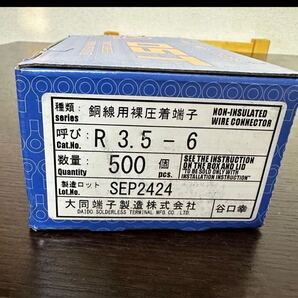 種類: 銅線用裸圧着端子 NON-INSULATED
series WIRE CONNECTOR
呼び R 3.5 - 6
Cat.No.
数量: 500 個 SEE THE INSTRUCTION
Quantity pcs. ON THE BOX AND LID
"TO BE SOLD ONLY WITH
INSTALLATION INSTRUCTION"
製造ロット SEP2424
Lot.No.
大同端子製造株式会社 谷口幸
DAIDO SOLDERLESS TERMINAL MFG.CO.LTD.